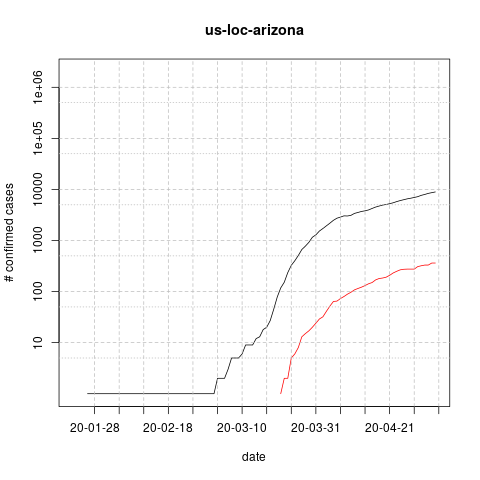 us-loc-arizona
# confirmed cases
1e+06
1e+05
10000
1000
100
10
20-01-28
20-02-18
20-03-10
20-03-31
20-04-21
date